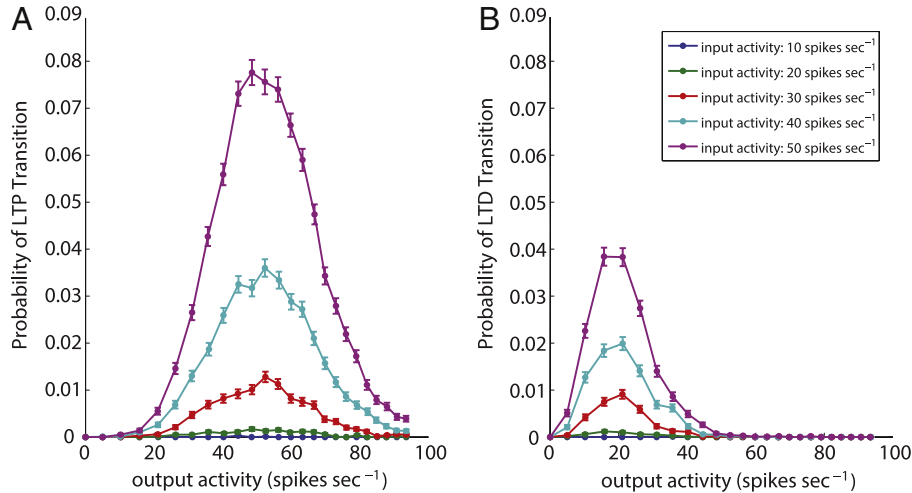 A
0.09
0.08
0.07
0.06
0.05
0.04
0.03
0.02
0.01
0
Probability of LTP Transition
0 20 40 60 80 100
output activity (spikes sec⁻¹)
B
0.09
0.08
0.07
0.06
0.05
0.04
0.03
0.02
0.01
0
Probability of LTD Transition
0 20 40 60 80 100
output activity (spikes sec⁻¹)
input activity: 10 spikes sec⁻¹
input activity: 20 spikes sec⁻¹
input activity: 30 spikes sec⁻¹
input activity: 40 spikes sec⁻¹
input activity: 50 spikes sec⁻¹